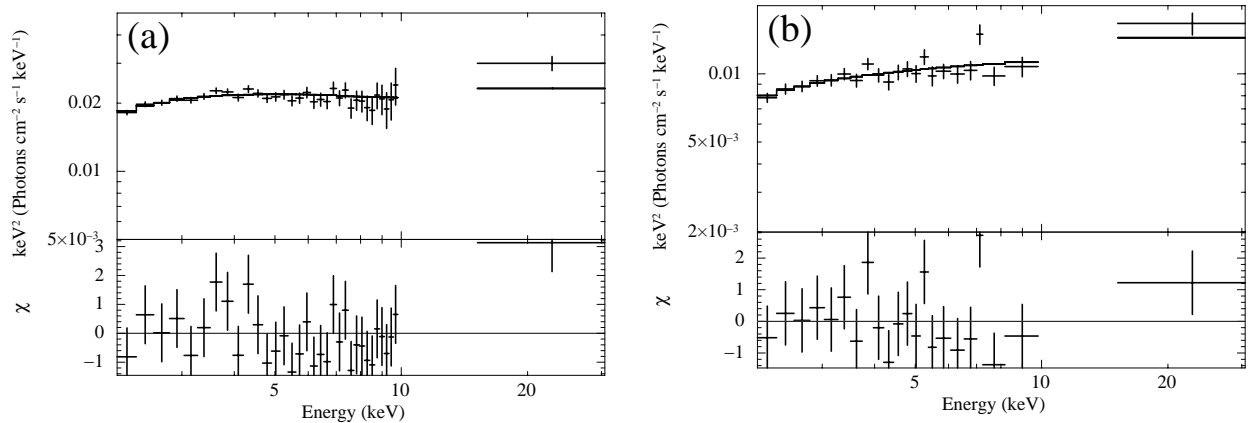 (a)
keV² (Photons cm⁻² s⁻¹ keV⁻¹)
0.02
0.01
5×10⁻³
χ
3
2
1
0
−1
5
10
20
Energy (keV)
(b)
keV² (Photons cm⁻² s⁻¹ keV⁻¹)
0.01
5×10⁻³
2×10⁻³
χ
2
1
0
−1
5
10
20
Energy (keV)